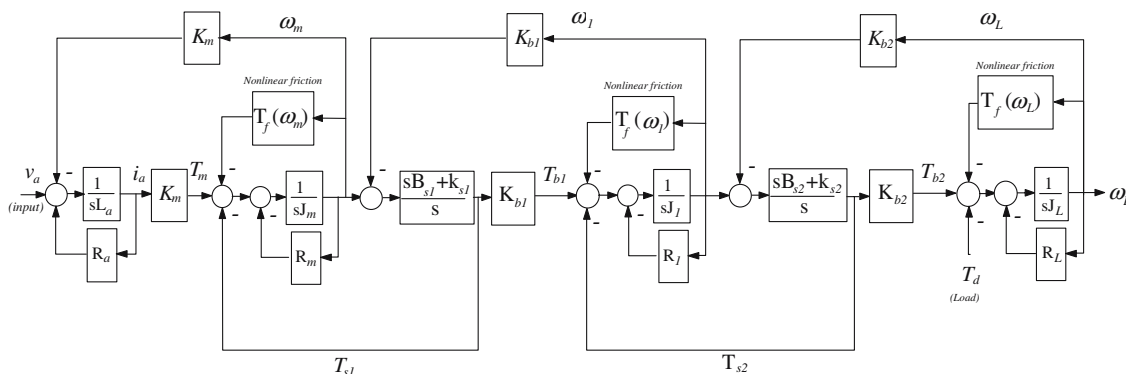 ω_m
ω_1
ω_L
K_m
K_b1
K_b2
Nonlinear friction
Nonlinear friction
Nonlinear friction
T_f(ω_m)
T_f(ω_1)
T_f(ω_L)
v_a
(input)
-
1
sL_a
i_a
K_m
T_m
-
-
-
1
sJ_m
-
sB_s1+k_s1
s
K_b1
T_b1
-
-
-
1
sJ_1
-
sB_s2+k_s2
s
K_b2
T_b2
-
-
1
sJ_L
R_a
R_m
R_1
R_L
T_d
(Load)
T_s1
T_s2